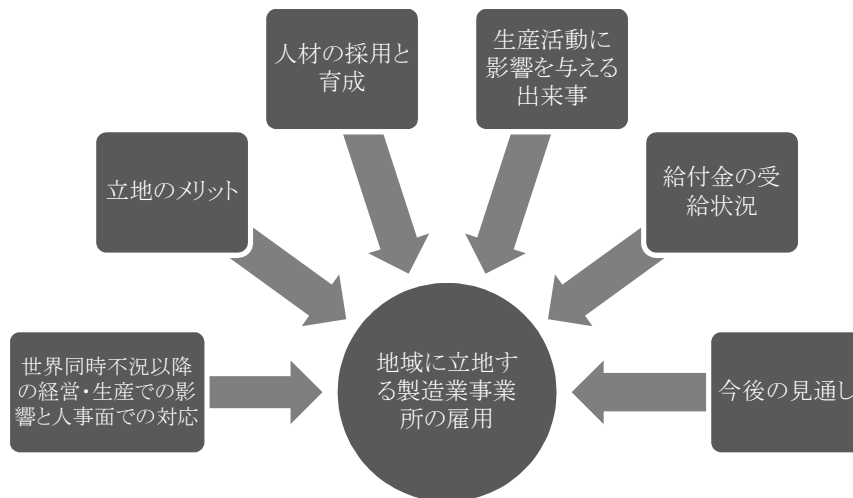 人材の採用と
育成
生産活動に
影響を与える
出来事
立地のメリット
給付金の受
給状況
世界同時不況以降
の経営・生産での影
響と人事面での対応
地域に立地す
る製造業事業
所の雇用
今後の見通し